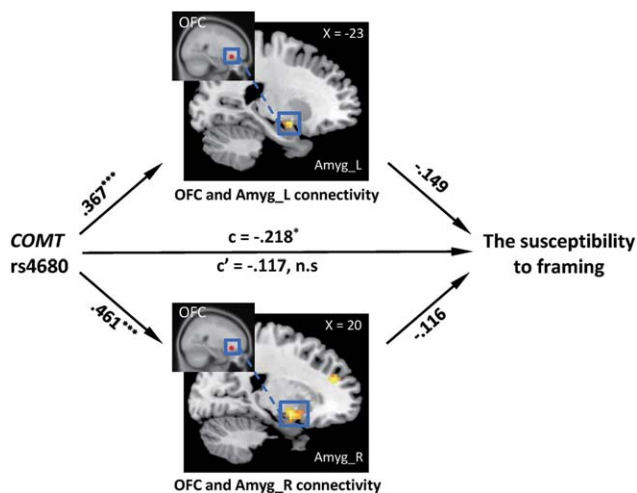 OFC
X = -23
Amyg_L
OFC and Amyg_L connectivity
.367***
-.149
COMT
rs4680
c = -.218*
c' = -.117, n.s
The susceptibility
to framing
.461***
-.116
OFC
X = 20
Amyg_R
OFC and Amyg_R connectivity